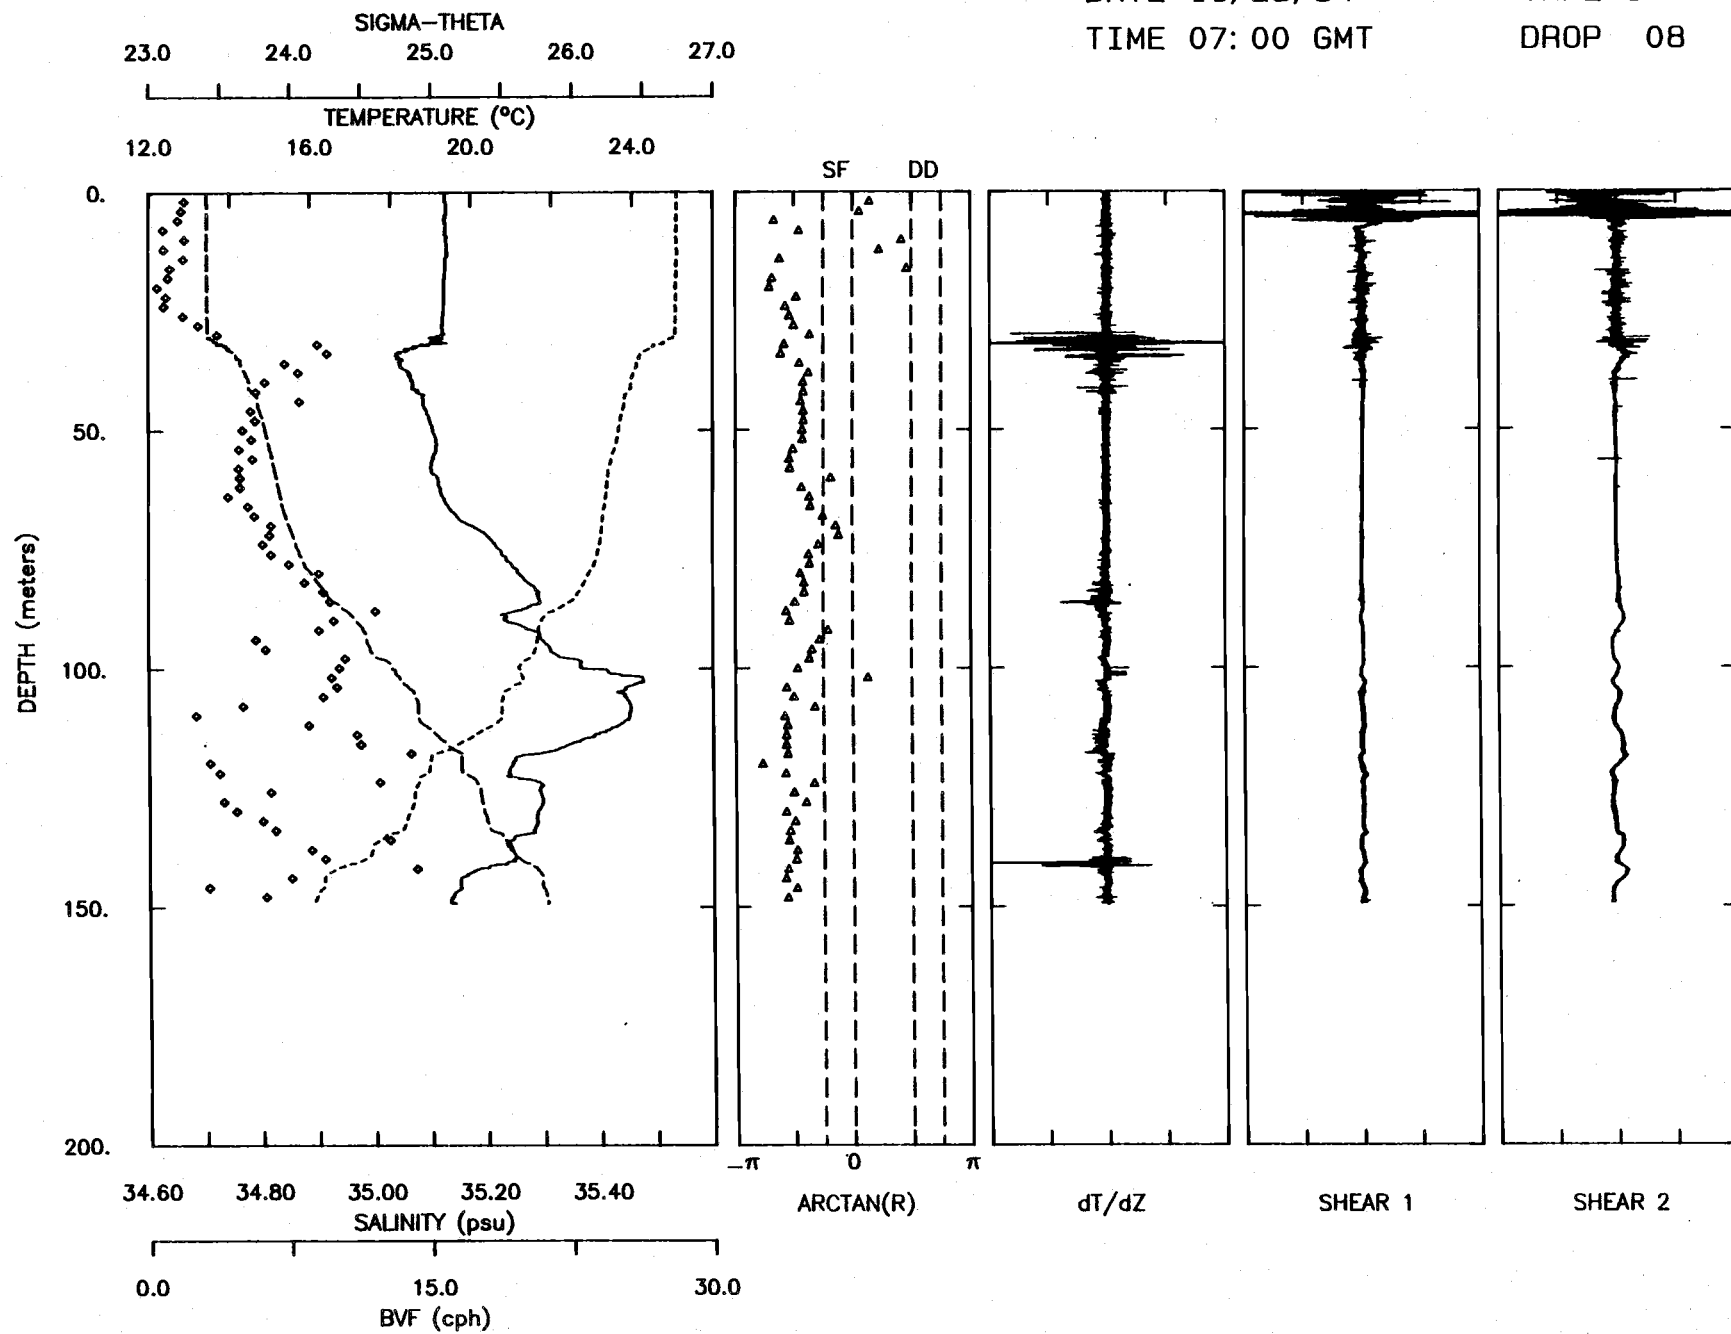 TIME 07:00 GMT
DROP 08
SIGMA-THETA
23.0 24.0 25.0 26.0 27.0
TEMPERATURE (ºC)
12.0 16.0 20.0 24.0
SF DD
0.
50.
100.
150.
200.
DEPTH (meters)
34.60 34.80 35.00 35.20 35.40
SALINITY (psu)
0.0 15.0 30.0
BVF (cph)
-π 0 π
ARCTAN(R)
dT/dZ
SHEAR 1
SHEAR 2